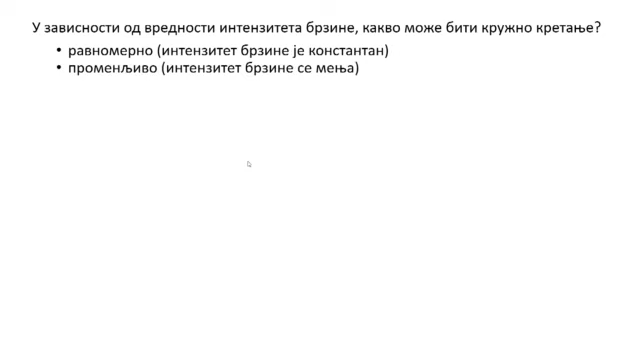 У зависности од вредности интензитета брзине, какво може бити кружно кретање?
• равномерно (интензитет брзине је константан)
• променљиво (интензитет брзине се мења)